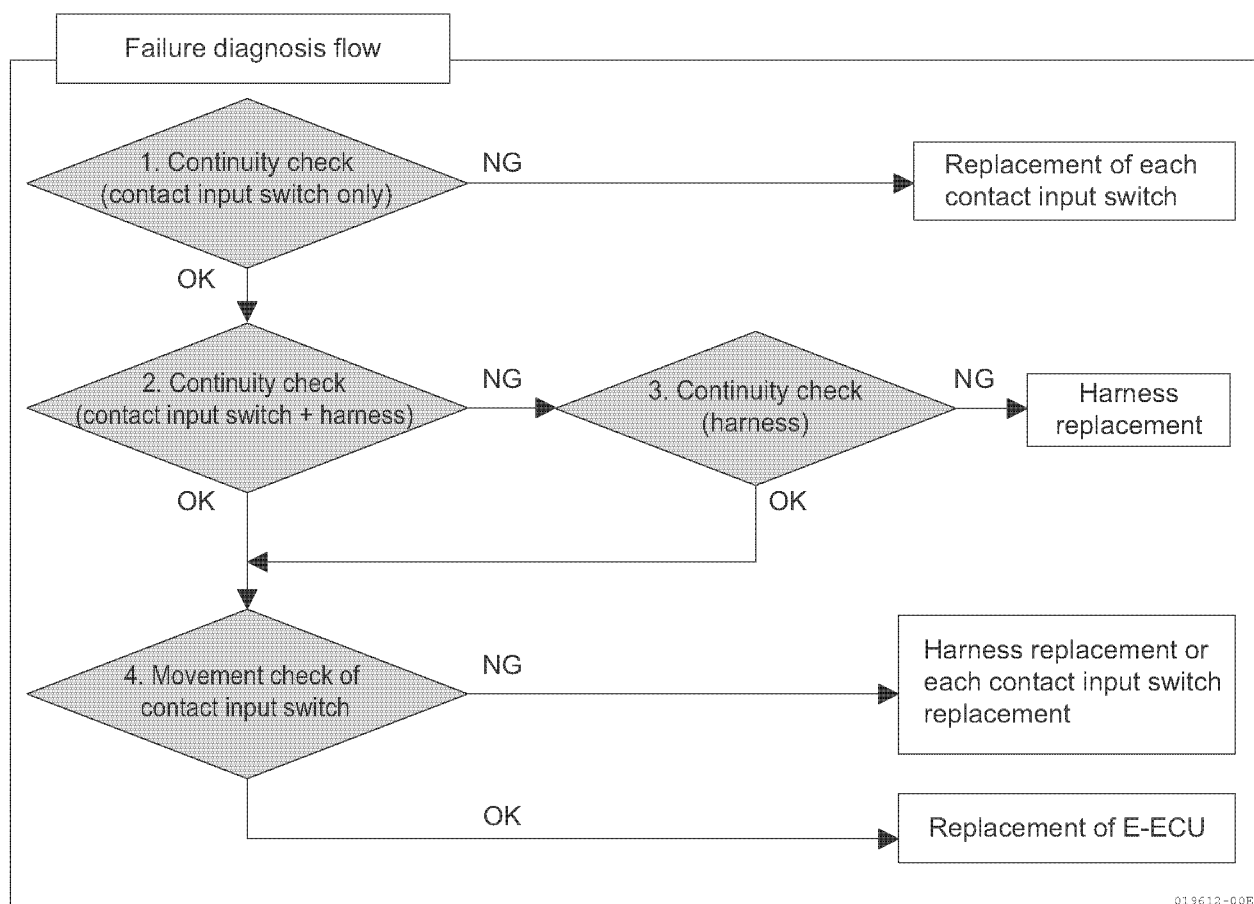 Failure diagnosis flow
1. Continuity check
(contact input switch only)
NG
Replacement of each
contact input switch
OK
2. Continuity check
(contact input switch + harness)
NG
3. Continuity check
(harness)
NG
Harness
replacement
OK
OK
4. Movement check of
contact input switch
NG
Harness replacement or
each contact input switch
replacement
OK
Replacement of E-ECU
019612-00E